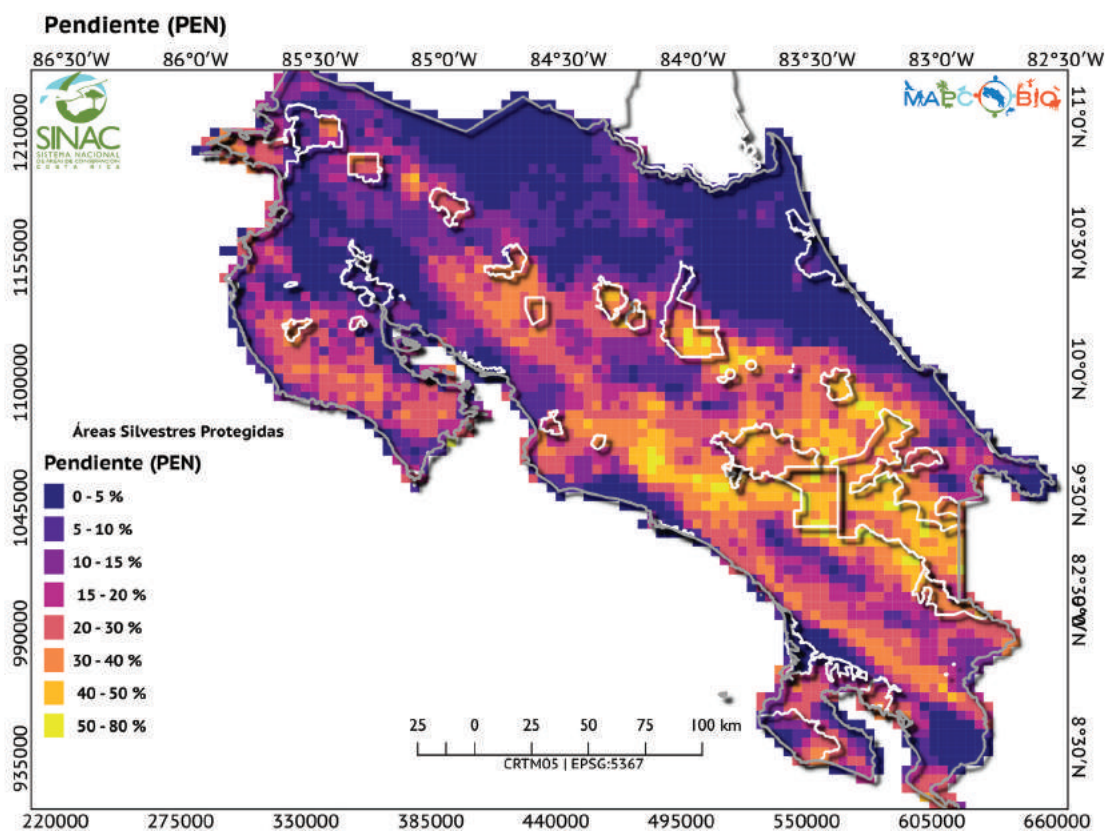 Pendiente (PEN)
86°30'W 86°0'W 85°30'W 85°0'W 84°30'W 84°0'W 83°30'W 83°0'W 82°30'W
SINAC
SISTEMA NACIONAL
DE ÁREAS DE CONSERVACIÓN
COSTA RICA
MAPCOBIO
1210000
1155000
1100000
1045000
990000
935000
11°0'N
10°30'N
10°0'N
9°30'N
8°30'N
Áreas Silvestres Protegidas
Pendiente (PEN)
0 - 5 %
5 - 10 %
10 - 15 %
15 - 20 %
20 - 30 %
30 - 40 %
40 - 50 %
50 - 80 %
25 0 25 50 75 100 km
CRTM05 | EPSG:5367
220000 275000 330000 385000 440000 495000 550000 605000 660000